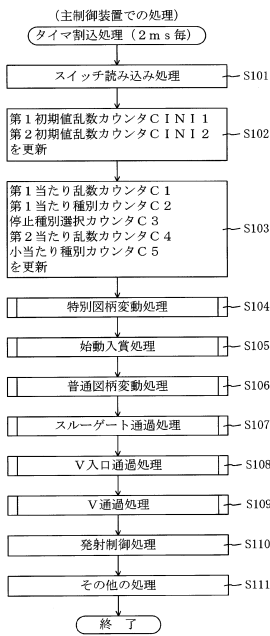 （主制御装置での処理）
タイマ割込処理（２ｍｓ毎）
スイッチ読み込み処理
S101
第１初期値乱数カウンタＣＩＮＩ１
第２初期値乱数カウンタＣＩＮＩ２
を更新
S102
第１当たり乱数カウンタＣ１
第１当たり種別カウンタＣ２
停止種別選択カウンタＣ３
第２当たり乱数カウンタＣ４
小当たり種別カウンタＣ５
を更新
S103
特別図柄変動処理
S104
始動入賞処理
S105
普通図柄変動処理
S106
スルーゲート通過処理
S107
Ｖ入口通過処理
S108
Ｖ通過処理
S109
発射制御処理
S110
その他の処理
S111
終 了